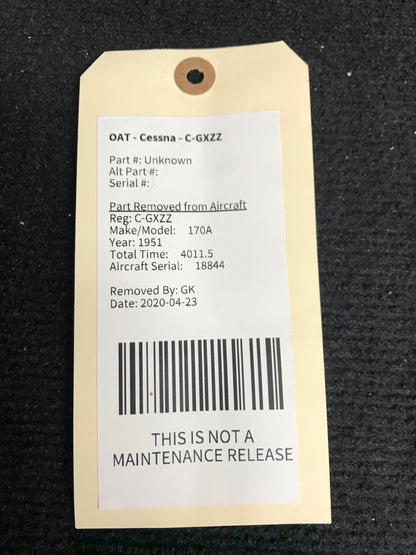 OAT - Cessna - C-GXZZ
Part #: Unknown
Alt Part #:
Serial #:
Part Removed from Aircraft
Reg: C-GXZZ
Make/Model: 170A
Year: 1951
Total Time: 4011.5
Aircraft Serial: 18844
Removed By: GK
Date: 2020-04-23
THIS IS NOT A
MAINTENANCE RELEASE